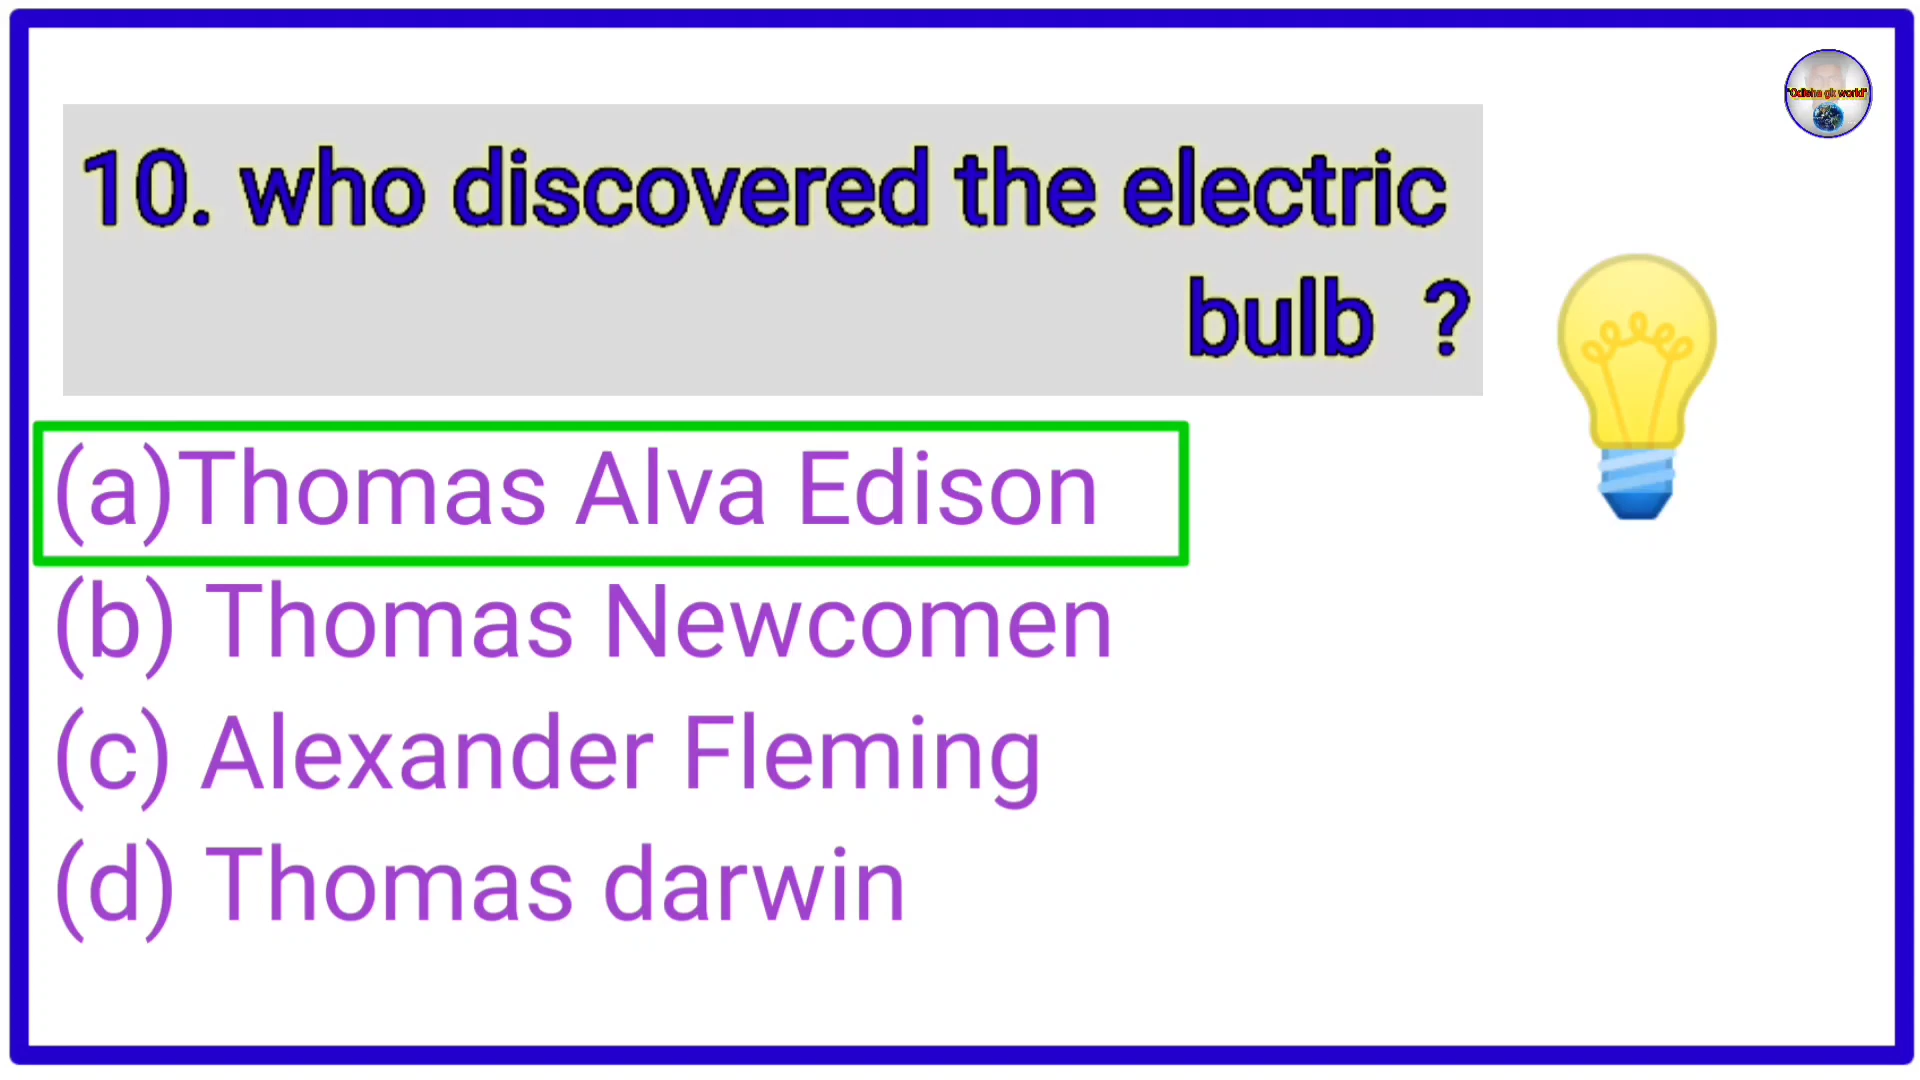 "Odisha gk world"
10. who discovered the electric
bulb ?
(a)Thomas Alva Edison
(b) Thomas Newcomen
(c) Alexander Fleming
(d) Thomas darwin